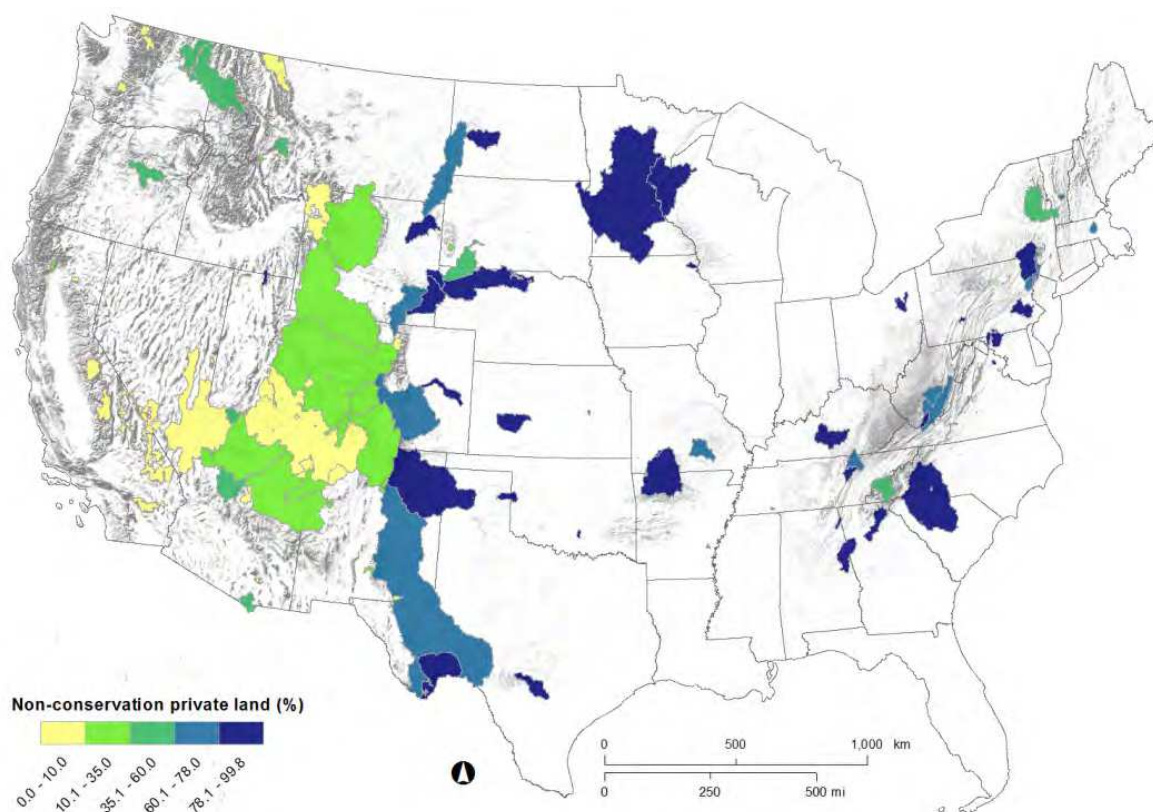 Non-conservation private land (%)
0.0 - 10.0
10.1 - 35.0
35.1 - 60.0
60.1 - 78.0
78.1 - 99.8
0 500 1,000 km
0 250 500 mi